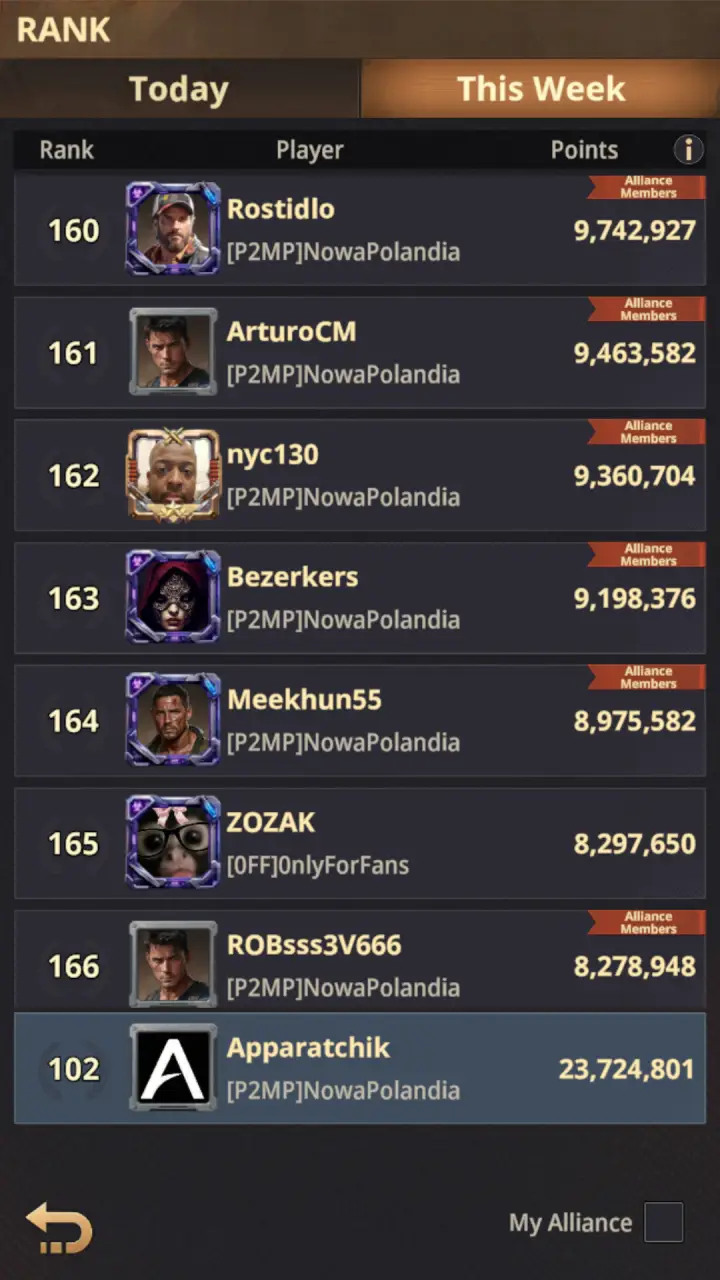 RANK
Today
This Week
Rank
Player
Points
i
Alliance
Members
160
Rostidlo
[P2MP]NowaPolandia
9,742,927
Alliance
Members
161
ArturoCM
[P2MP]NowaPolandia
9,463,582
Alliance
Members
162
nyc130
[P2MP]NowaPolandia
9,360,704
Alliance
Members
163
Bezerkers
[P2MP]NowaPolandia
9,198,376
Alliance
Members
164
Meekhun55
[P2MP]NowaPolandia
8,975,582
165
ZOZAK
[0FF]0nlyForFans
8,297,650
Alliance
Members
166
ROBsss3V666
[P2MP]NowaPolandia
8,278,948
102
A
Apparatchik
[P2MP]NowaPolandia
23,724,801
My Alliance